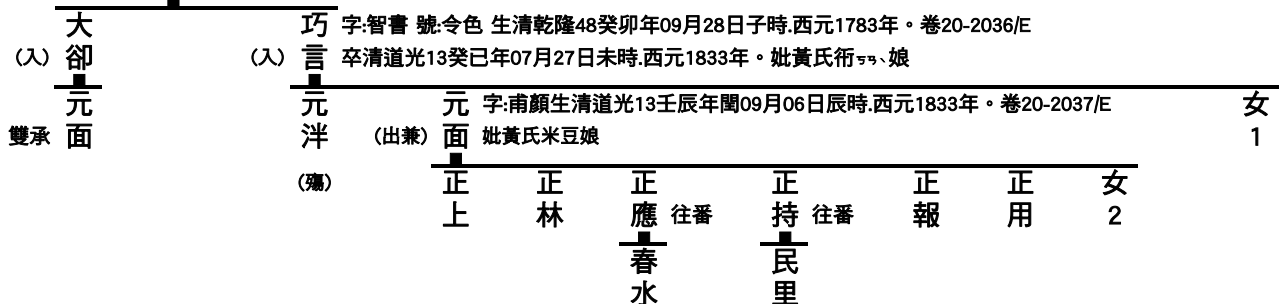 大 巧 字:智書 號:令色 生清乾隆48癸卯年09月28日子時.西元1783年。卷20-2036/E
(入) 卻 (入) 言 卒清道光13癸已年07月27日未時.西元1833年。妣黃氏衎ㄢㄢˋ娘
元 元 元 字:甫顏生清道光13壬辰年閏09月06日辰時.西元1833年。卷20-2037/E 女
雙承 面 泮 (出兼) 面 妣黃氏米豆娘 1
(殤) 正 正 正 正 正 正 女
上 林 應 往番 持 往番 報 用 2
春 民
水 里